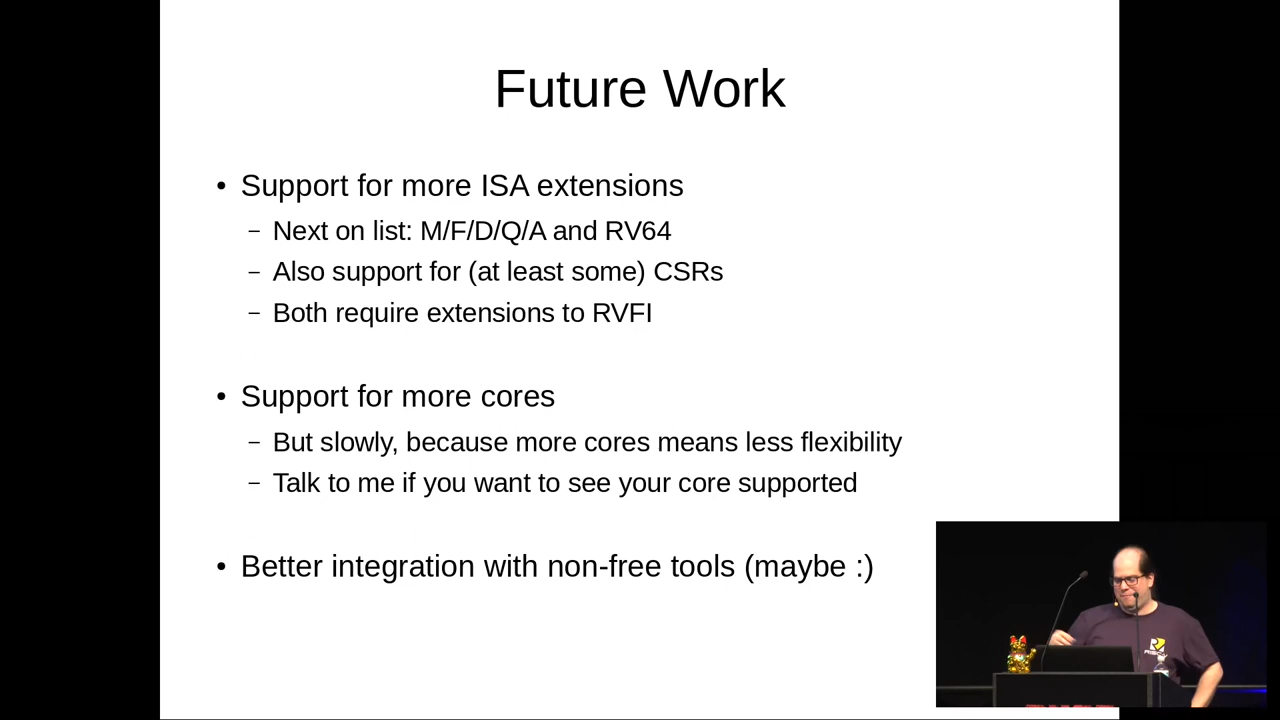 Future Work
• Support for more ISA extensions
– Next on list: M/F/D/Q/A and RV64
– Also support for (at least some) CSRs
– Both require extensions to RVFI
• Support for more cores
– But slowly, because more cores means less flexibility
– Talk to me if you want to see your core supported
• Better integration with non-free tools (maybe :)